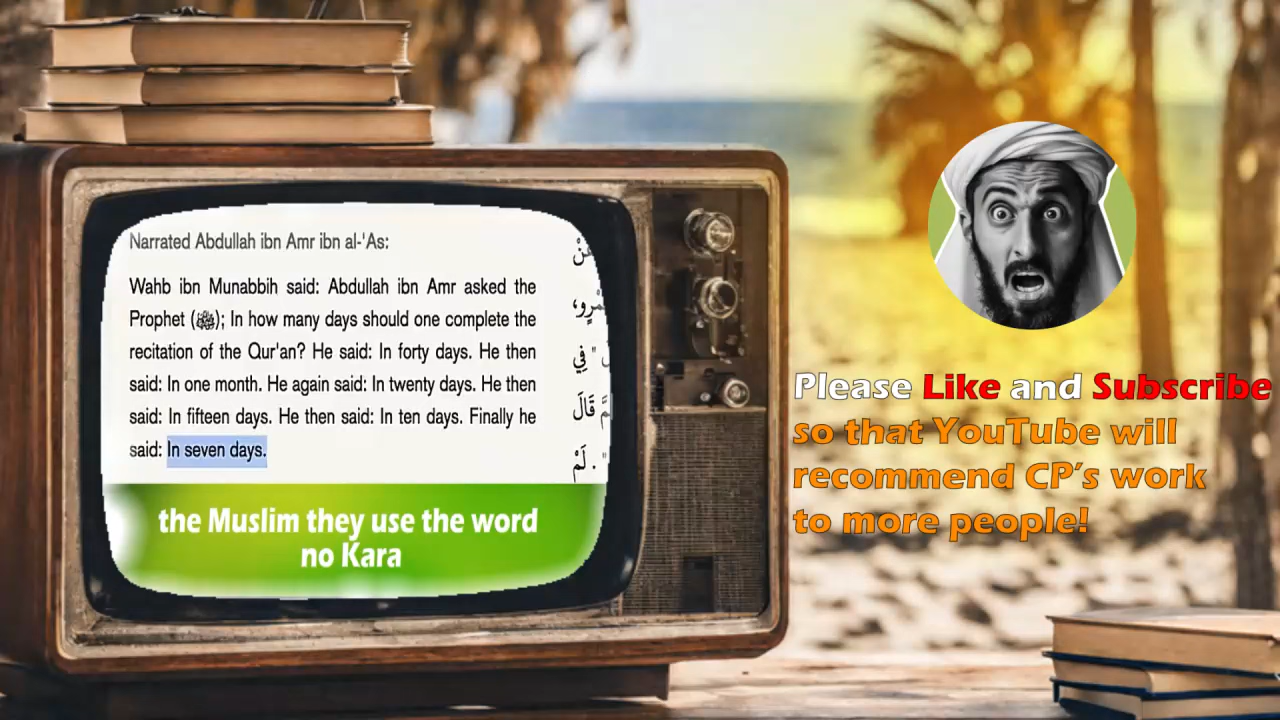 Narrated Abdullah ibn Amr ibn al-'As:
Wahb ibn Munabbih said: Abdullah ibn Amr asked the
Prophet (ﷺ); In how many days should one complete the
recitation of the Qur'an? He said: In forty days. He then
said: In one month. He again said: In twenty days. He then
said: In fifteen days. He then said: In ten days. Finally he
said: In seven days.
" فِي
قَالَ
" . لَمْ
the Muslim they use the word
no Kara
Please Like and Subscribe
so that YouTube will
recommend CP's work
to more people!